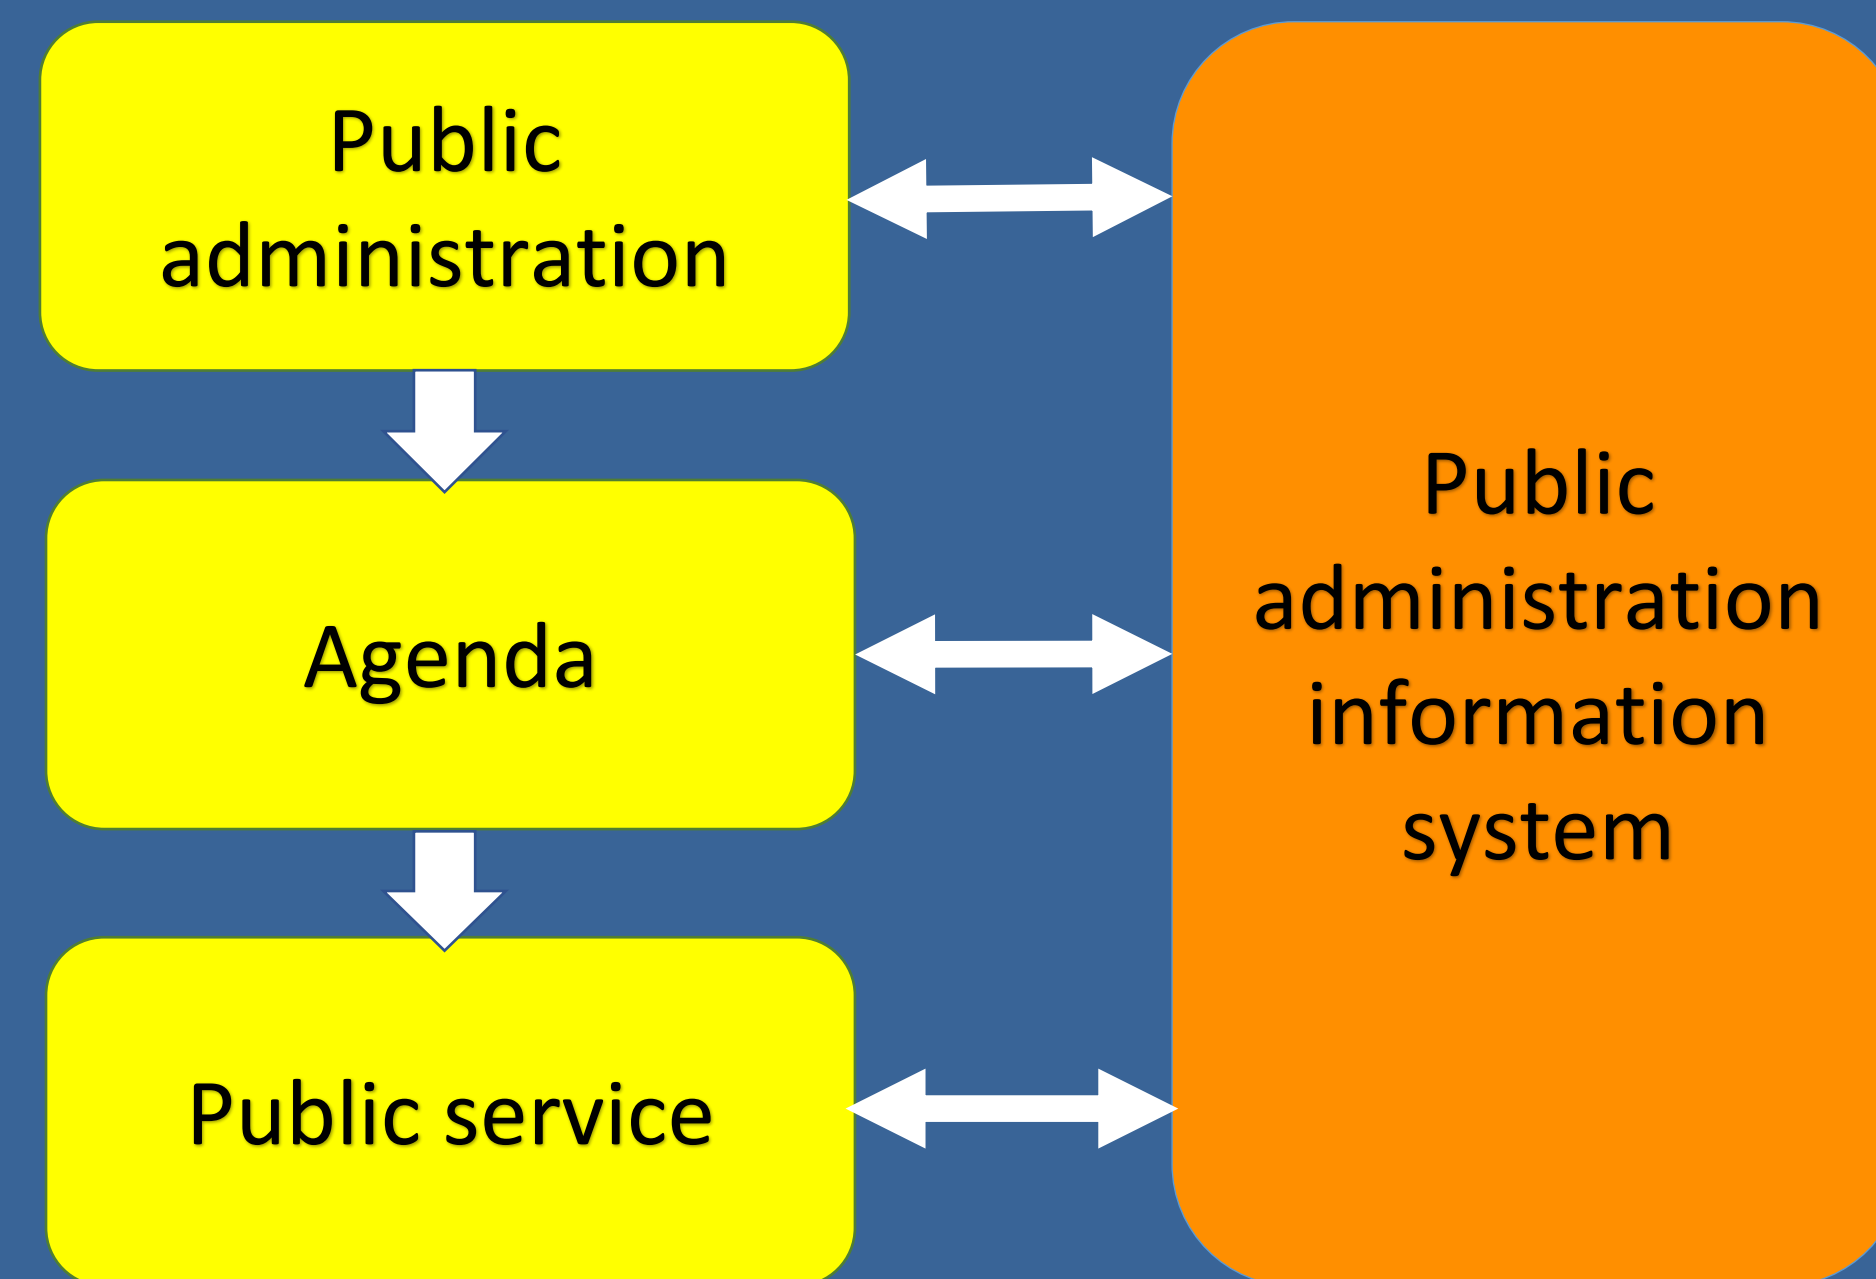 Public
administration
Agenda
Public service
Public
administration
information
system